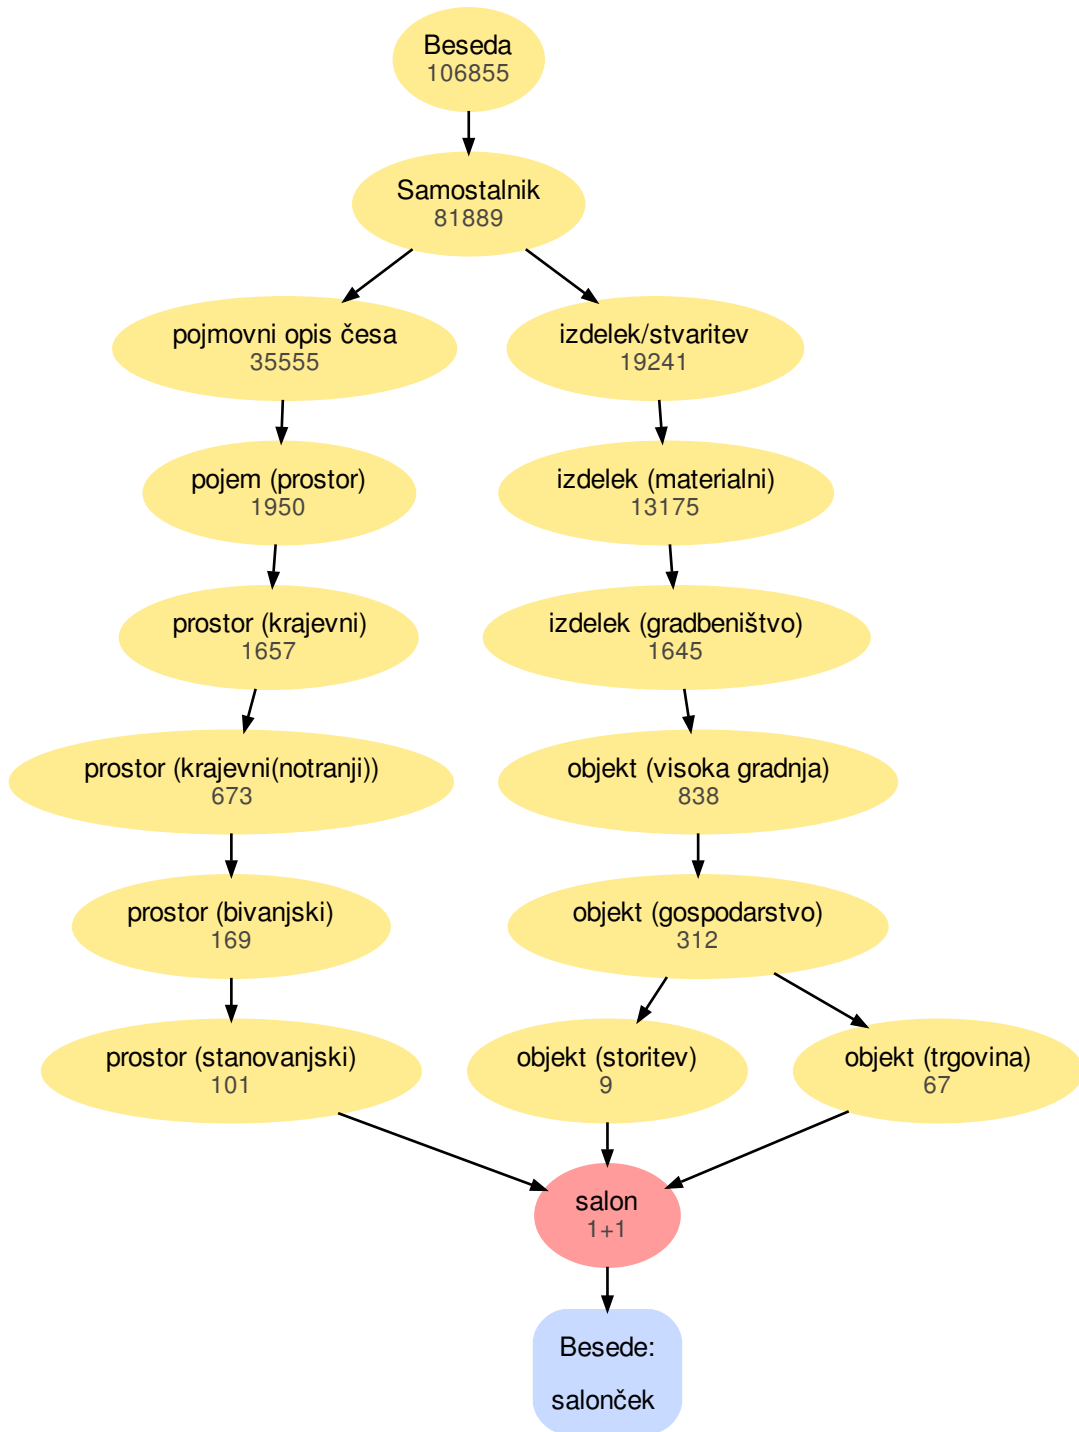 Beseda
106855
Samostalnik
81889
pojmovni opis česa
35555
izdelek/stvaritev
19241
pojem (prostor)
1950
izdelek (materialni)
13175
prostor (krajevni)
1657
izdelek (gradbeništvo)
1645
prostor (krajevni(notranji))
673
objekt (visoka gradnja)
838
prostor (bivanjski)
169
objekt (gospodarstvo)
312
prostor (stanovanjski)
101
objekt (storitev)
9
objekt (trgovina)
67
salon
1+1
Besede:
salonček